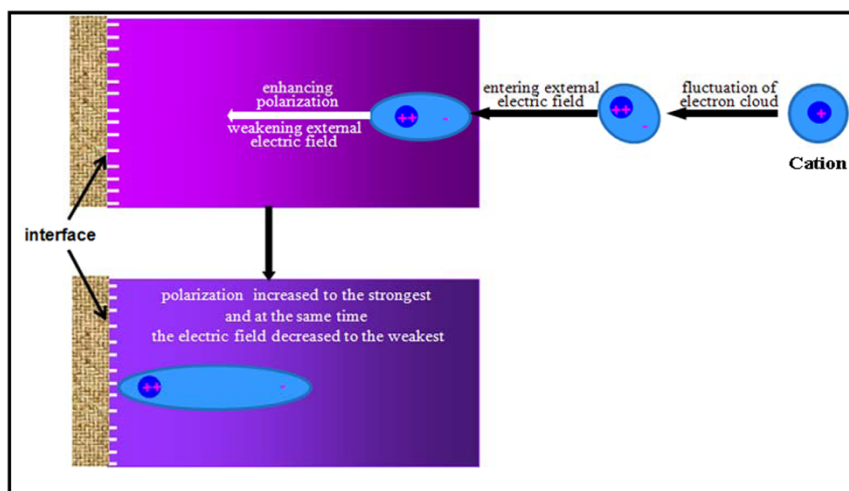 enhancing
polarization
weakening external
electric field
++
-
entering external
electric field
++
-
fluctuation of
electron cloud
+
Cation
interface
polarization increased to the strongest
and at the same time
the electric field decreased to the weakest
++
-